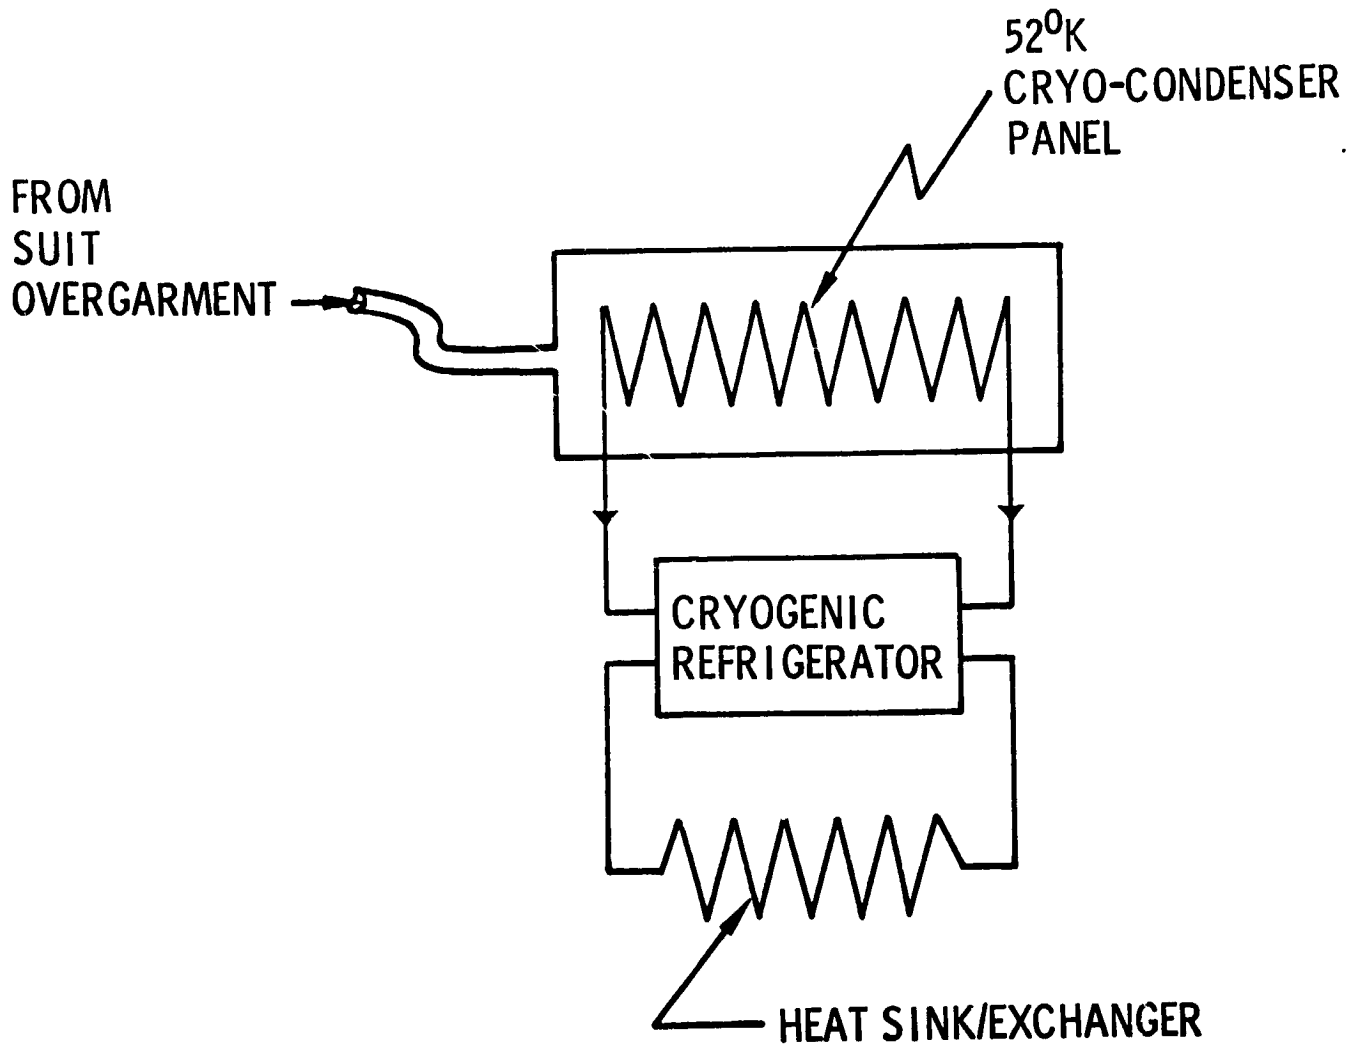 52⁰K
CRYO-CONDENSER
PANEL
FROM
SUIT
OVERGARMENT
CRYOGENIC
REFRIGERATOR
HEAT SINK/EXCHANGER